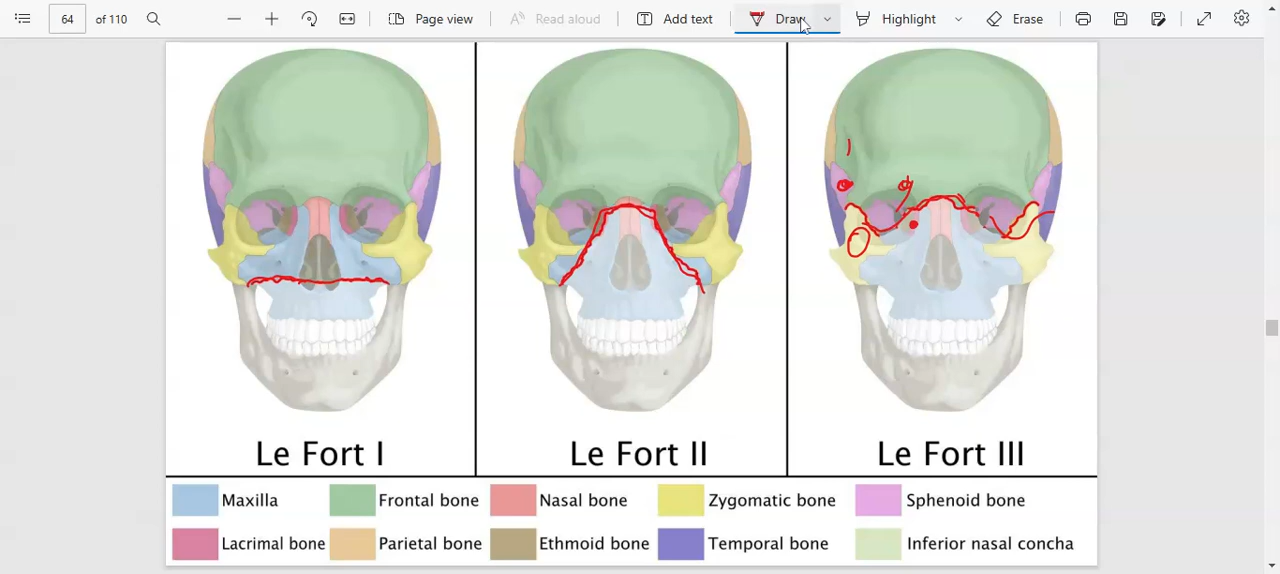 64 of 110 Page view Read aloud Add text Draw Highlight Erase
Le Fort I Le Fort II Le Fort III
Maxilla Frontal bone Nasal bone Zygomatic bone Sphenoid bone
Lacrimal bone Parietal bone Ethmoid bone Temporal bone Inferior nasal concha